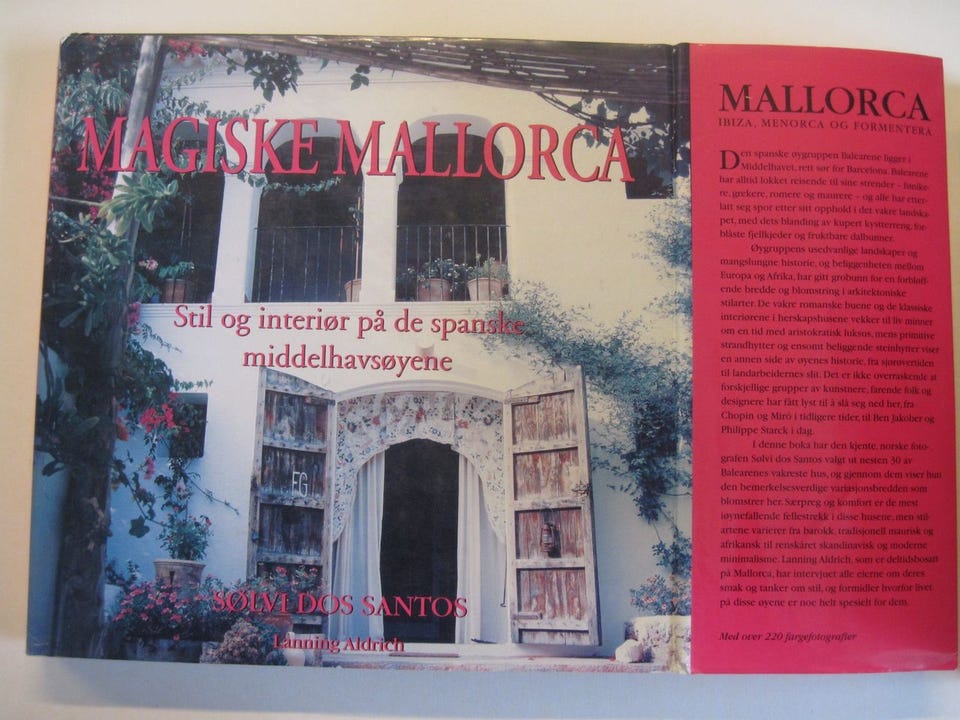 MAGISKE MALLORCA
Stil og interiør på de spanske
middelhavsøyene
FG
SØLVI DOS SANTOS
Lanning Aldrich
MALLORCA
IBIZA, MENORCA OG FORMENTERA
Den spanske øygruppen Balearene ligger i
Middelhavet, rett sør for Barcelona. Balearene
har alltid lokket reisende til sine strender – fønike-
re, grekere, romere og maurere – og alle har etter-
latt seg spor etter sitt opphold i det vakre landska-
pet, med dets blanding av kupert kystterreng, for-
blåste fjellkjeder og fruktbare dalbunner.
Øygruppens usedvanlige landskaper og
mangslungne historie, og beliggenheten mellom
Europa og Afrika, har gitt grobunn for en forbløff-
ende bredde og blomstring i arkitektoniske
stilarter. De vakre romanske buene og de klassiske
interiørene i herskapshusene vekker til liv minner
om en tid med aristokratisk luksus, mens primitive
strandhytter og ensomt beliggende steinhytter viser
en annen side av øyenes historie, fra sjørøvertiden
til landarbeidernes slit. Det er ikke overraskende at
forskjellige grupper av kunstnere, farende folk og
designere har fått lyst til å slå seg ned her, fra
Chopin og Miró i tidligere tider, til Ben Jakober og
Philippe Starck i dag.
I denne boka har den kjente, norske foto-
grafen Sølvi dos Santos valgt ut nesten 30 av
Balearenes vakreste hus, og gjennom dem viser hun
den bemerkelsesverdige variasjonsbredden som
blomstrer her. Særpreg og komfort er de mest
iøynefallende fellestrekk i disse husene, men stil-
artene varierer fra barokk, tradisjonell maurisk og
afrikansk til renskåret skandinavisk og moderne
minimalisme. Lanning Aldrich, som er deltidsbosatt
på Mallorca, har intervjuet alle eierne om deres
smak og tanker om stil, og formidler hvorfor livet
på disse øyene er noe helt spesielt for dem.
Med over 220 fargefotografier